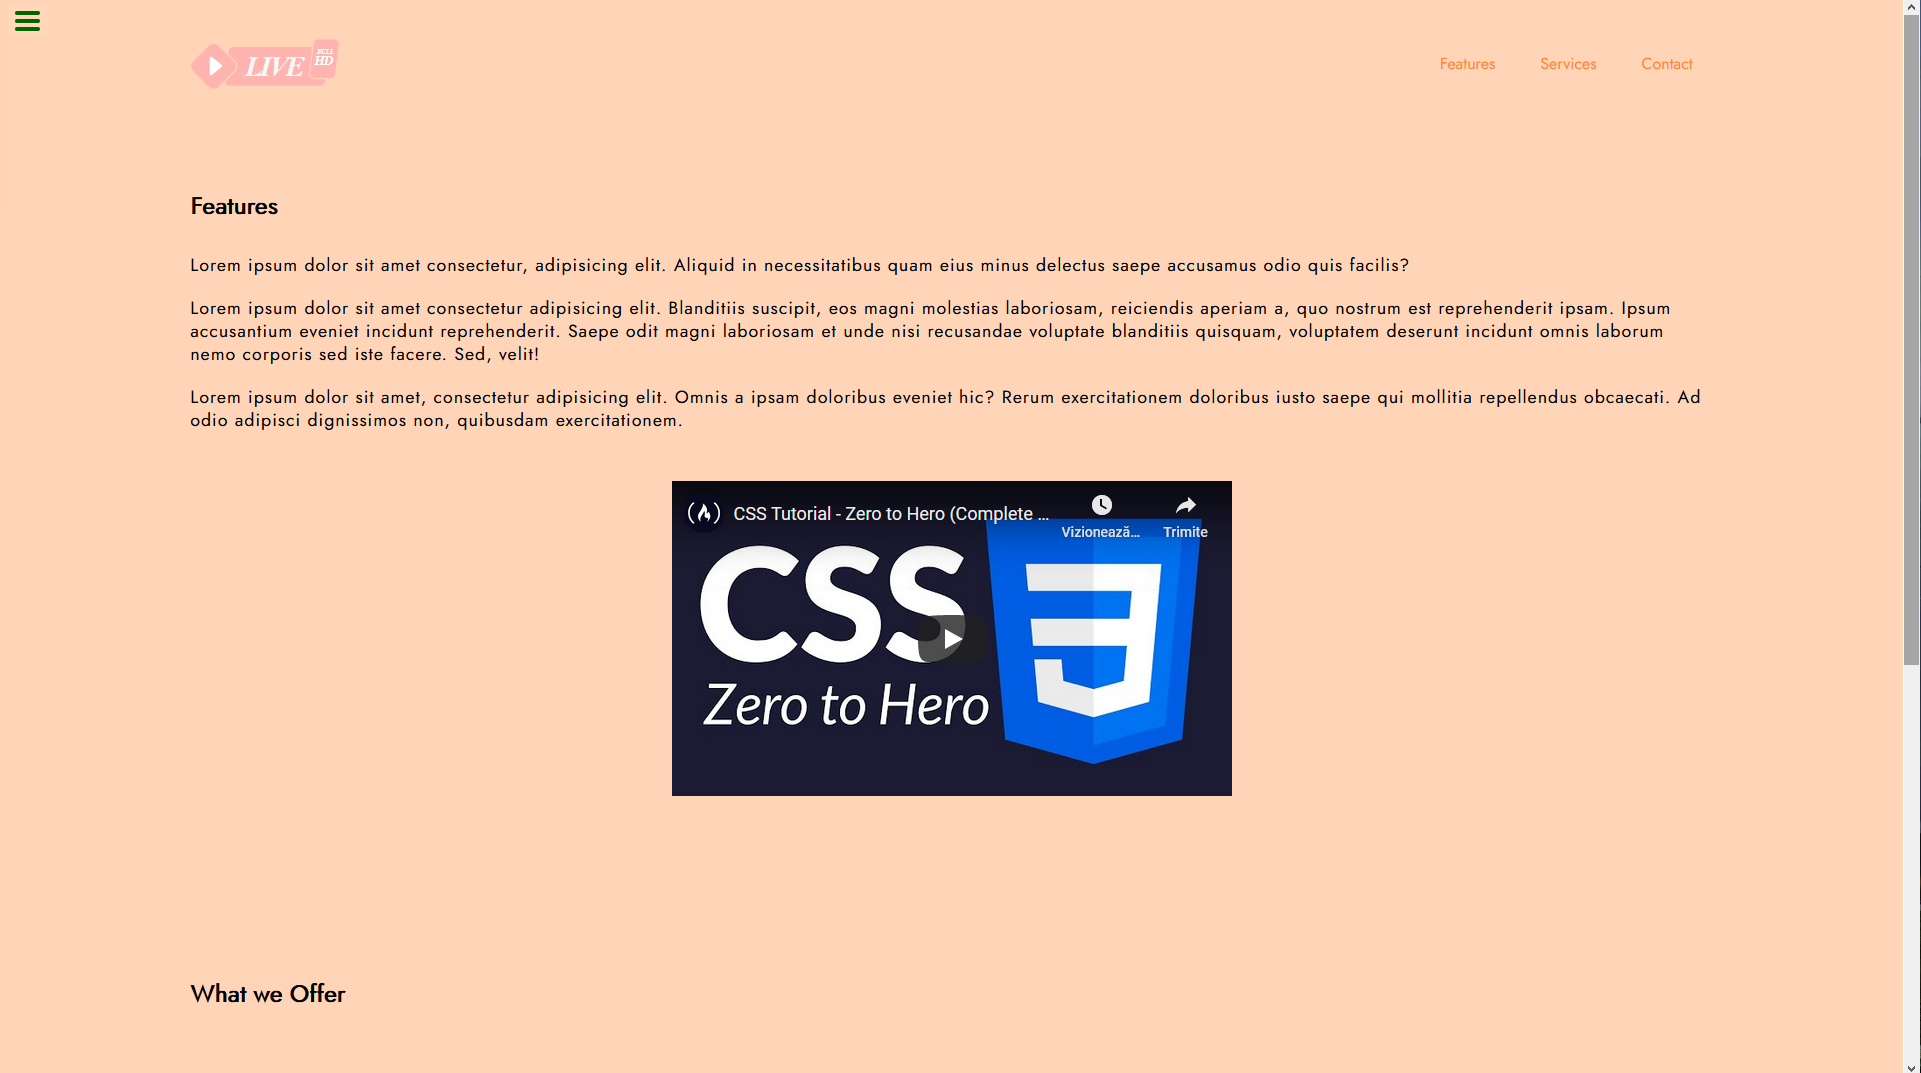 LIVE
FULL
HD
Features Services Contact
Features
Lorem ipsum dolor sit amet consectetur, adipisicing elit. Aliquid in necessitatibus quam eius minus delectus saepe accusamus odio quis facilis?
Lorem ipsum dolor sit amet consectetur adipisicing elit. Blanditiis suscipit, eos magni molestias laboriosam, reiciendis aperiam a, quo nostrum est reprehenderit ipsam. Ipsum
accusantium eveniet incidunt reprehenderit. Saepe odit magni laboriosam et unde nisi recusandae voluptate blanditiis quisquam, voluptatem deserunt incidunt omnis laborum
nemo corporis sed iste facere. Sed, velit!
Lorem ipsum dolor sit amet, consectetur adipisicing elit. Omnis a ipsam doloribus eveniet hic? Rerum exercitationem doloribus iusto saepe qui mollitia repellendus obcaecati. Ad
odio adipisci dignissimos non, quibusdam exercitationem.
CSS Tutorial - Zero to Hero (Complete ...
Vizionează... Trimite
CSS
Zero to Hero
What we Offer